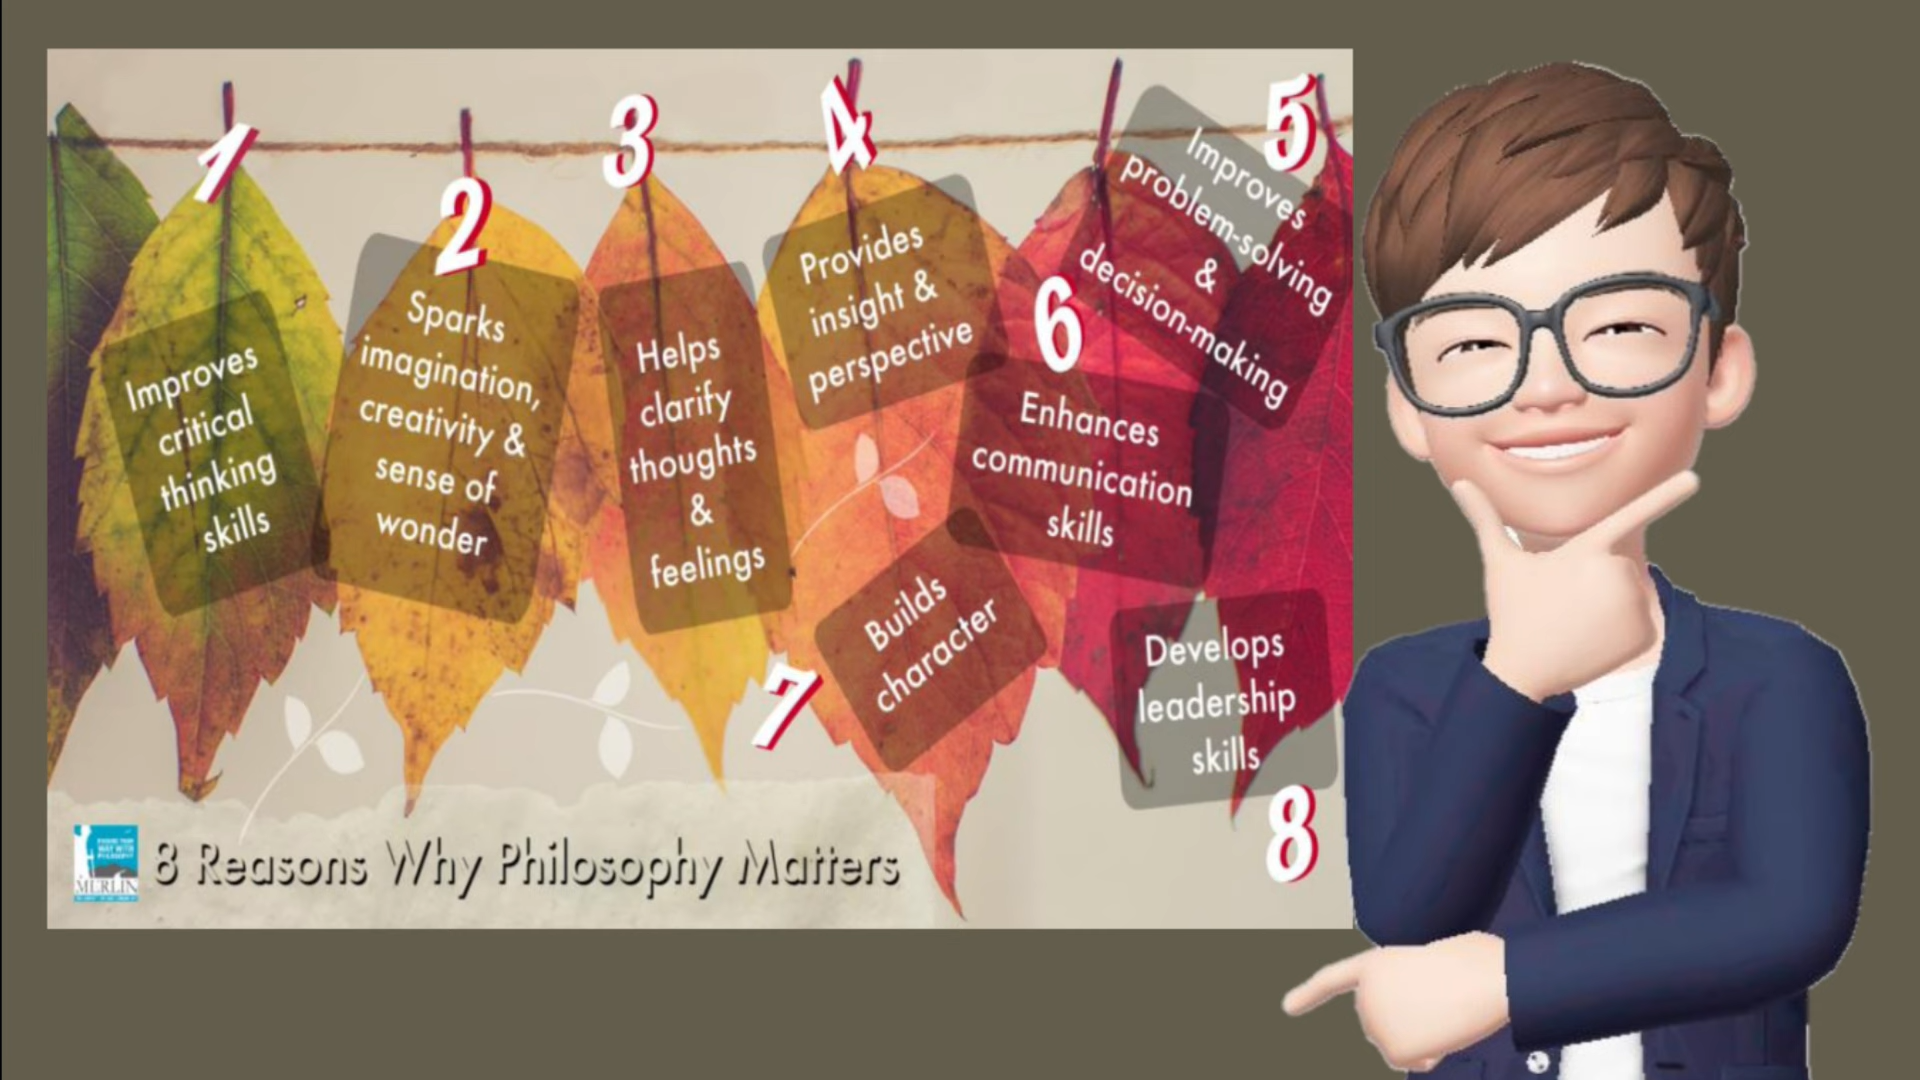 1
Improves
critical
thinking
skills
2
Sparks
imagination,
creativity &
sense of
wonder
3
Helps
clarify
thoughts
&
feelings
4
Provides
insight &
perspective
5
Improves
problem-solving
&
decision-making
6
Enhances
communication
skills
7
Builds
character
Develops
leadership
skills
8
MERLIN
8 Reasons Why Philosophy Matters